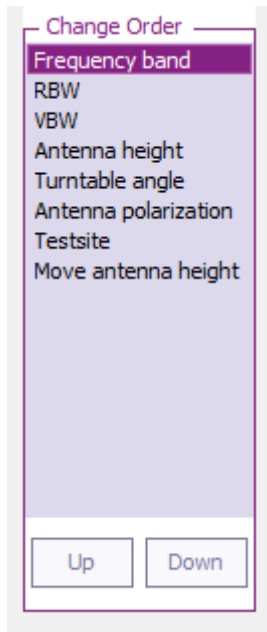 Change Order
Frequency band
RBW
VBW
Antenna height
Turntable angle
Antenna polarization
Testsite
Move antenna height
Up
Down